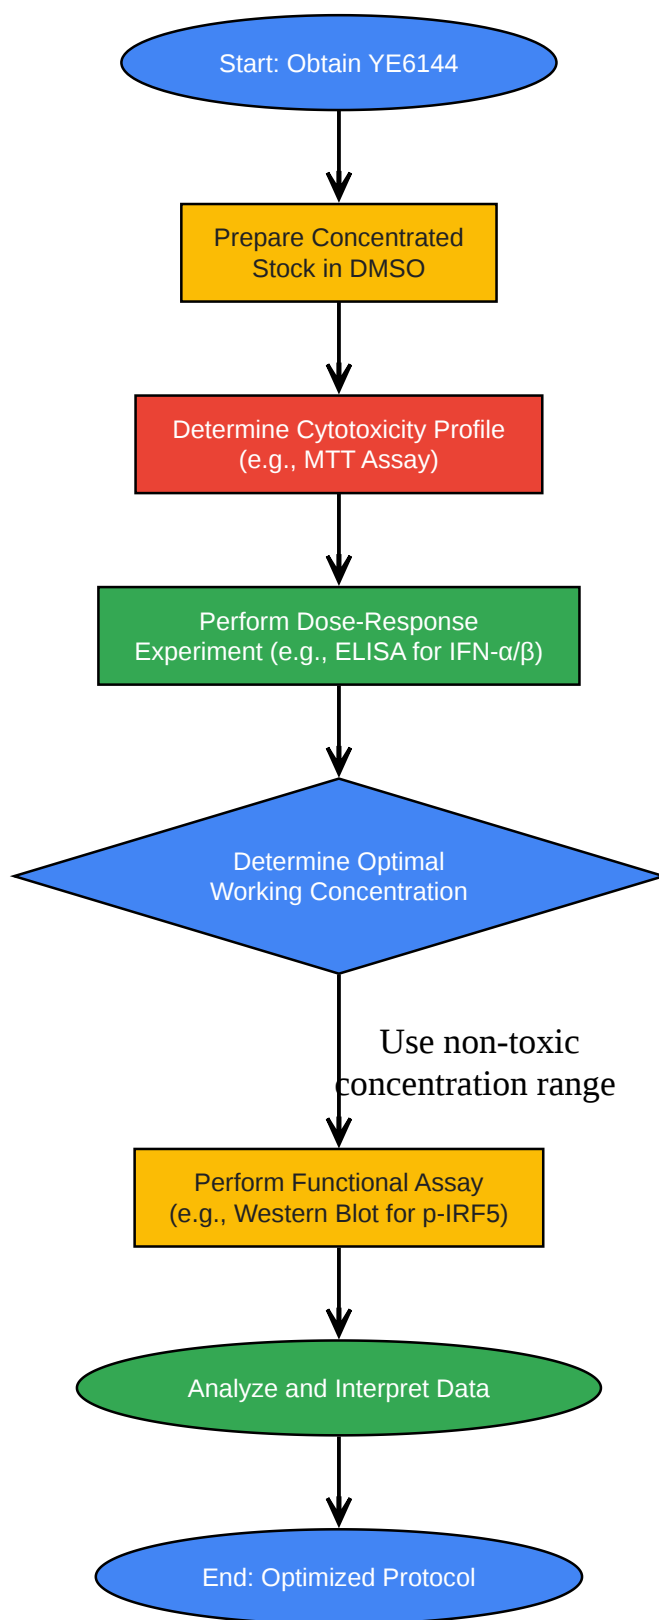 Start: Obtain YE6144
Prepare Concentrated
Stock in DMSO
Determine Cytotoxicity Profile
(e.g., MTT Assay)
Perform Dose-Response
Experiment (e.g., ELISA for IFN-α/β)
Determine Optimal
Working Concentration
Use non-toxic
concentration range
Perform Functional Assay
(e.g., Western Blot for p-IRF5)
Analyze and Interpret Data
End: Optimized Protocol